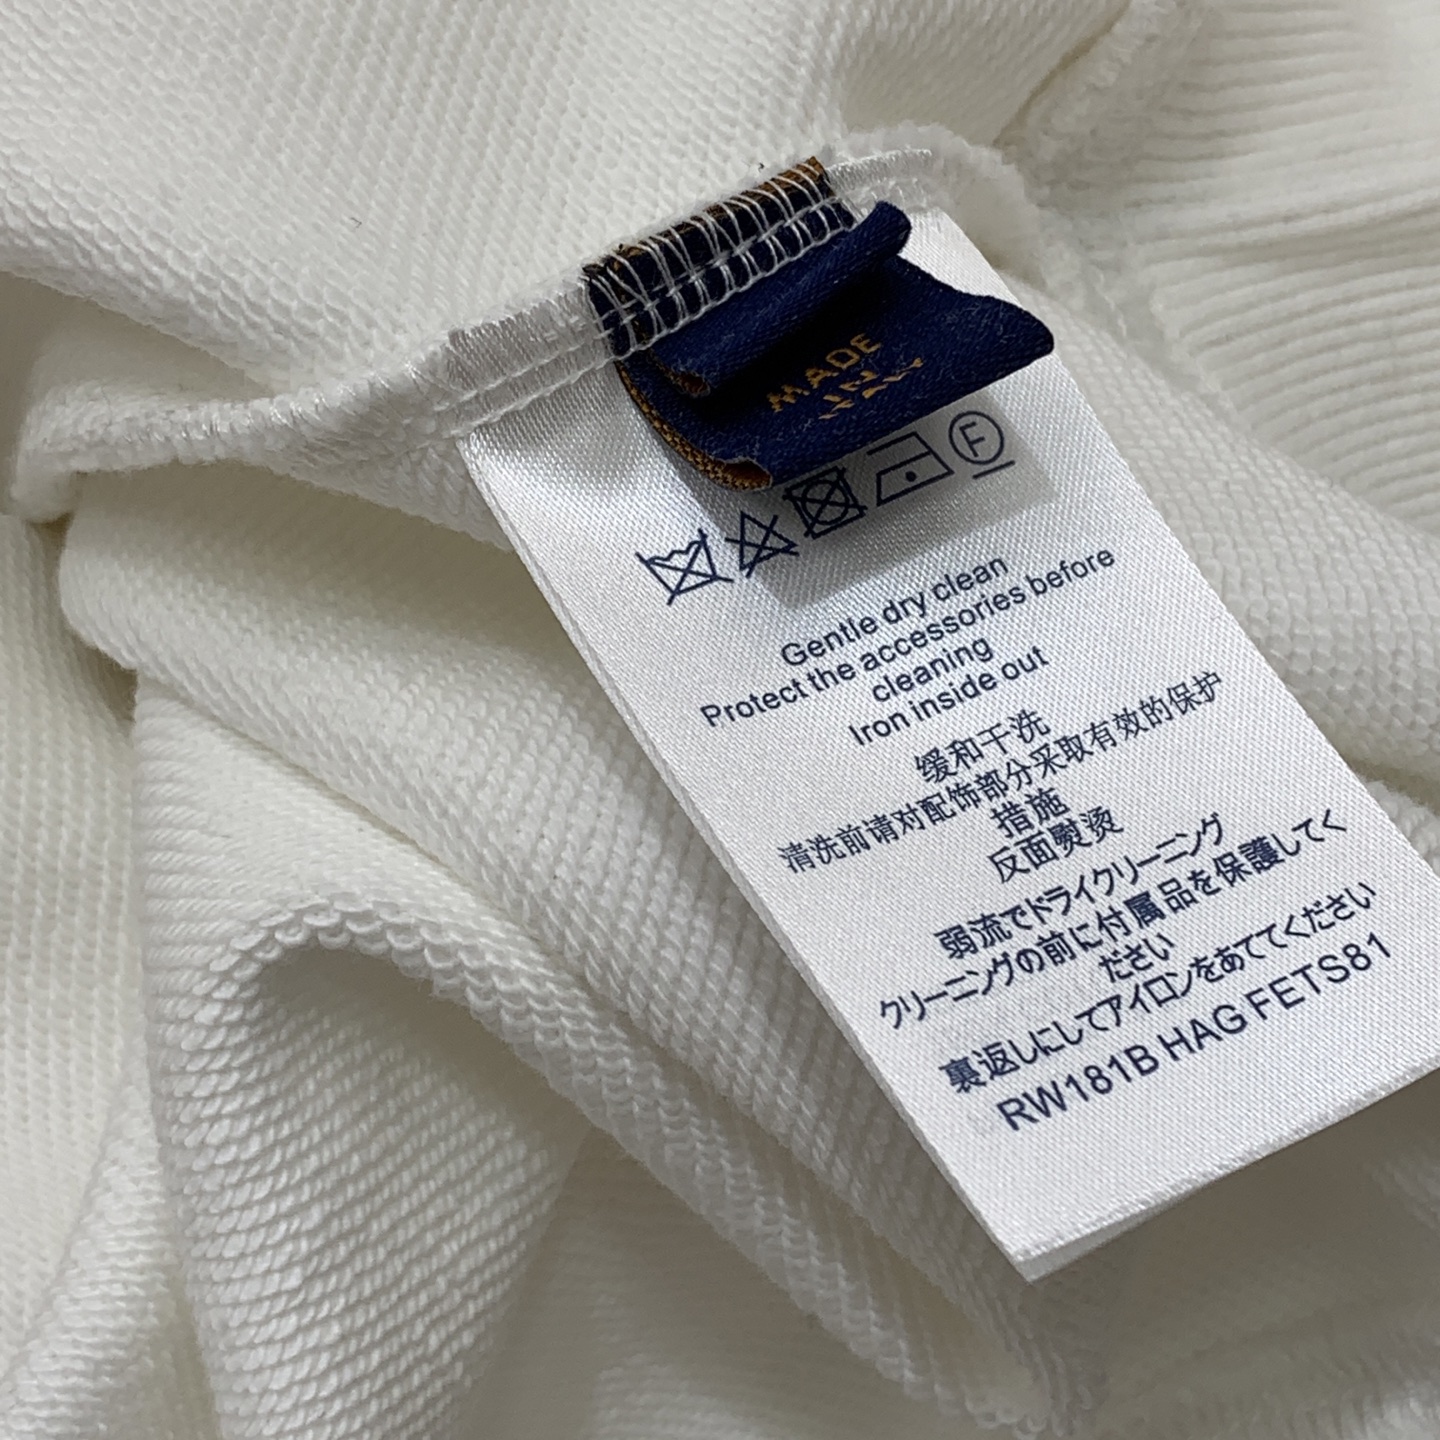 MADE
IN
F
Gentle dry clean
Protect the accessories before
cleaning
Iron inside out
缓和干洗
清洗前请对配饰部分采取有效的保护
措施
反面熨烫
弱流でドライクリーニング
クリーニングの前に付属品を保護してく
ださい
裏返しにしてアイロンをあててください
RW181B HAG FETS81